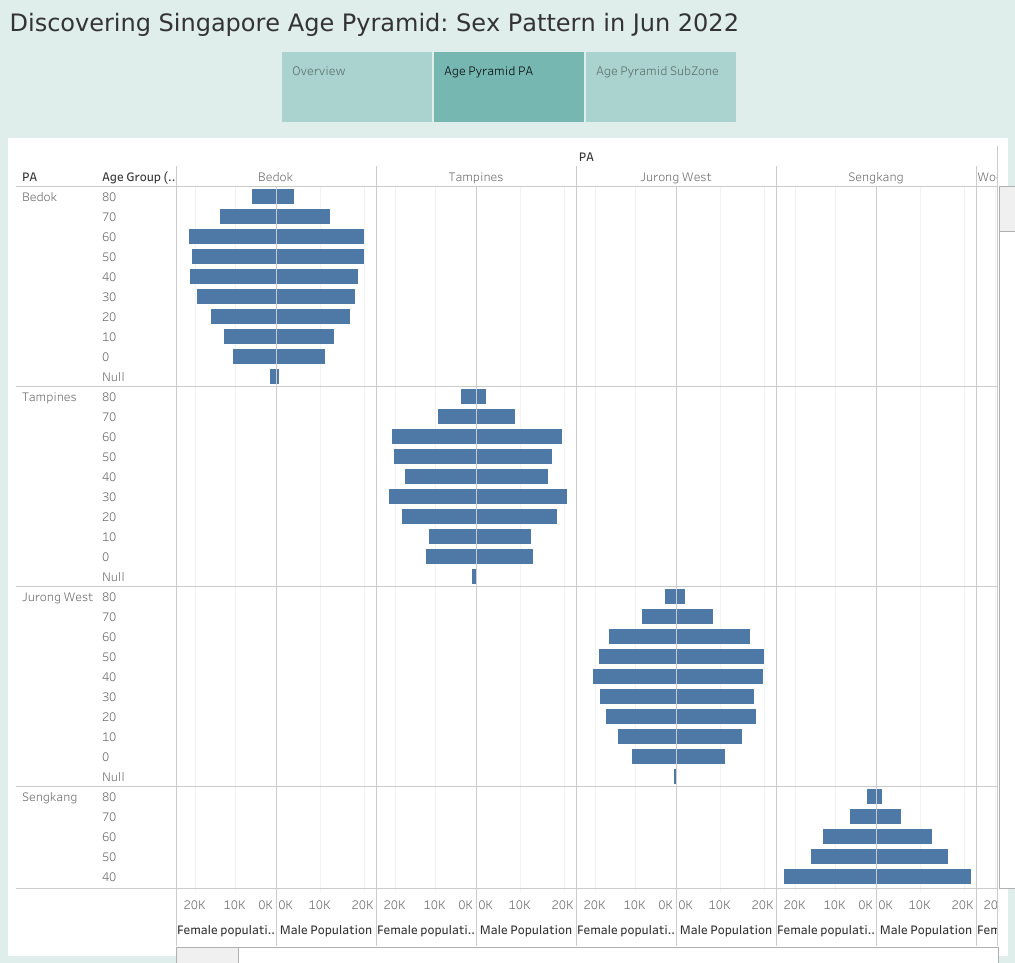 Discovering Singapore Age Pyramid: Sex Pattern in Jun 2022
Overview Age Pyramid PA Age Pyramid SubZone
PA
PA Age Group (.. Bedok Tampines Jurong West Sengkang Wo
Bedok 80
70
60
50
40
30
20
10
0
Null
Tampines 80
70
60
50
40
30
20
10
0
Null
Jurong West 80
70
60
50
40
30
20
10
0
Null
Sengkang 80
70
60
50
40
20K 10K 0K 0K 10K 20K 20K 10K 0K 0K 10K 20K 20K 10K 0K 0K 10K 20K 20K 10K 0K 0K 10K 20K 20
Female populati.. Male Population Female populati.. Male Population Female populati.. Male Population Female populati.. Male Population Fem